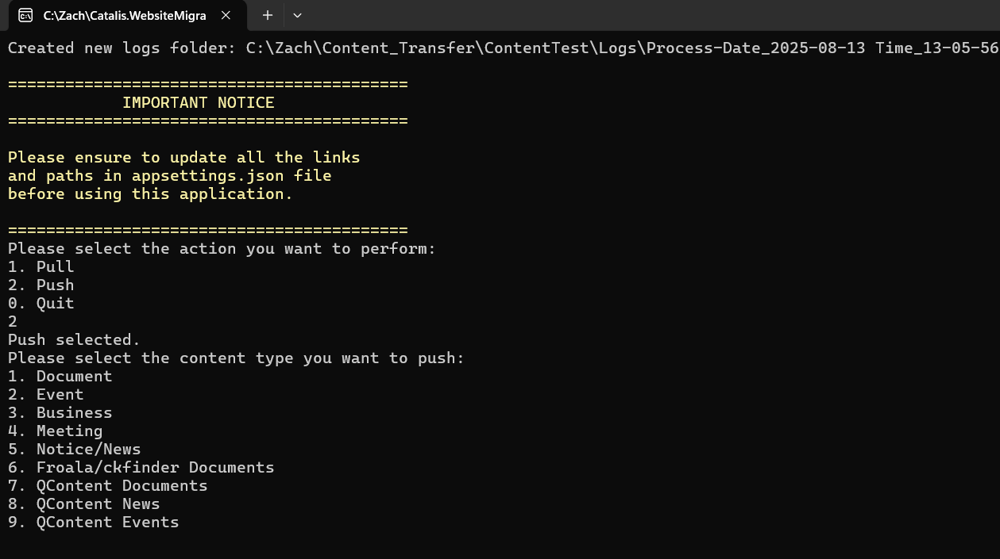 C:\Zach\Catalis.WebsiteMigra
Created new logs folder: C:\Zach\Content_Transfer\ContentTest\Logs\Process-Date_2025-08-13 Time_13-05-56
==========================================
IMPORTANT NOTICE
==========================================
Please ensure to update all the links
and paths in appsettings.json file
before using this application.
==========================================
Please select the action you want to perform:
1. Pull
2. Push
0. Quit
2
Push selected.
Please select the content type you want to push:
1. Document
2. Event
3. Business
4. Meeting
5. Notice/News
6. Froala/ckfinder Documents
7. QContent Documents
8. QContent News
9. QContent Events